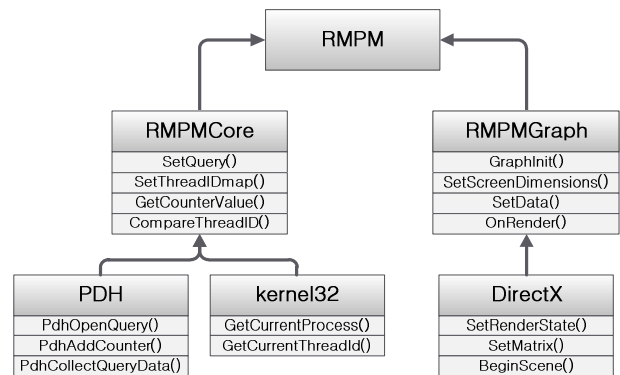 RMPM
RMPMCore
SetQuery()
SetThreadIDmap()
GetCounterValue()
CompareThreadID()
RMPMGraph
GraphInit()
SetScreenDimensions()
SetData()
OnRender()
PDH
PdhOpenQuery()
PdhAddCounter()
PdhCollectQueryData()
kernel32
GetCurrentProcess()
GetCurrentThreadId()
DirectX
SetRenderState()
SetMatrix()
BeginScene()